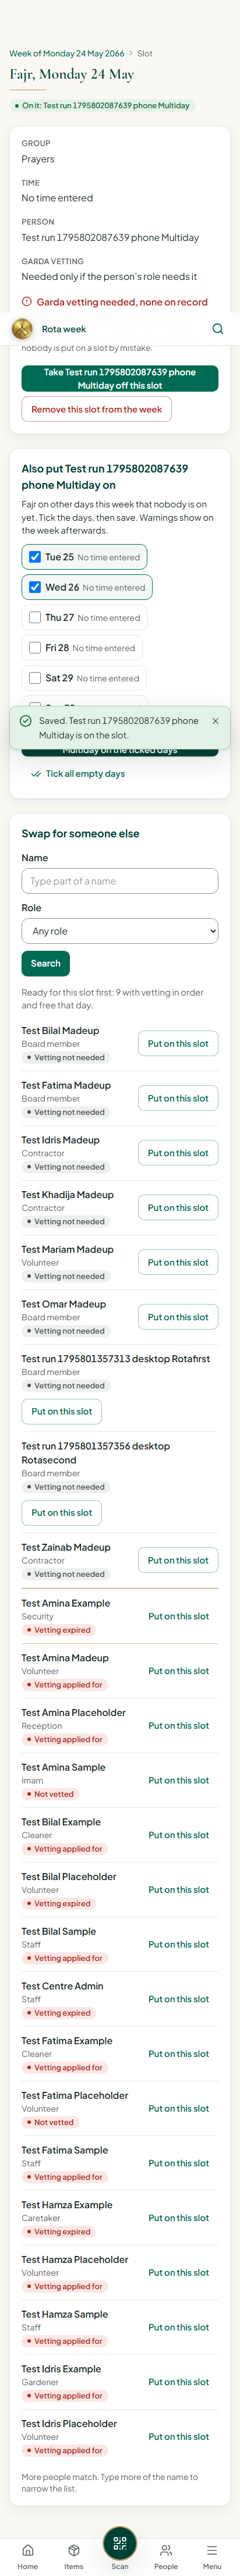 Week of Monday 24 May 2066 > Slot
Fajr, Monday 24 May
On it: Test run 1795802087639 phone Multiday
GROUP
Prayers
TIME
No time entered
PERSON
Test run 1795802087639 phone Multiday
GARDA VETTING
Needed only if the person's role needs it
Garda vetting needed, none on record
Rota week
nobody is put on a slot by mistake.
Take Test run 1795802087639 phone
Multiday off this slot
Remove this slot from the week
Also put Test run 1795802087639
phone Multiday on
Fajr on other days this week that nobody is on
yet. Tick the days, then save. Warnings show on
the week afterwards.
Tue 25 No time entered
Wed 26 No time entered
Thu 27 No time entered
Fri 28 No time entered
Sat 29 No time entered
Saved. Test run 1795802087639 phone
Multiday is on the slot.
Multiday on the ticked days
Tick all empty days
Swap for someone else
Name
Type part of a name
Role
Any role
Search
Ready for this slot first: 9 with vetting in order
and free that day.
Test Bilal Madeup
Board member
Vetting not needed
Put on this slot
Test Fatima Madeup
Board member
Vetting not needed
Put on this slot
Test Idris Madeup
Contractor
Vetting not needed
Put on this slot
Test Khadija Madeup
Contractor
Vetting not needed
Put on this slot
Test Mariam Madeup
Volunteer
Vetting not needed
Put on this slot
Test Omar Madeup
Board member
Vetting not needed
Put on this slot
Test run 1795801357313 desktop Rotafirst
Board member
Vetting not needed
Put on this slot
Test run 1795801357356 desktop
Rotasecond
Board member
Vetting not needed
Put on this slot
Test Zainab Madeup
Contractor
Vetting not needed
Put on this slot
Test Amina Example
Security
Vetting expired
Put on this slot
Test Amina Madeup
Volunteer
Vetting applied for
Put on this slot
Test Amina Placeholder
Reception
Vetting applied for
Put on this slot
Test Amina Sample
Imam
Not vetted
Put on this slot
Test Bilal Example
Cleaner
Vetting applied for
Put on this slot
Test Bilal Placeholder
Volunteer
Vetting expired
Put on this slot
Test Bilal Sample
Staff
Vetting applied for
Put on this slot
Test Centre Admin
Staff
Vetting expired
Put on this slot
Test Fatima Example
Cleaner
Vetting applied for
Put on this slot
Test Fatima Placeholder
Volunteer
Not vetted
Put on this slot
Test Fatima Sample
Staff
Vetting applied for
Put on this slot
Test Hamza Example
Caretaker
Vetting expired
Put on this slot
Test Hamza Placeholder
Volunteer
Vetting applied for
Put on this slot
Test Hamza Sample
Staff
Vetting applied for
Put on this slot
Test Idris Example
Gardener
Vetting applied for
Put on this slot
Test Idris Placeholder
Volunteer
Vetting applied for
Put on this slot
More people match. Type more of the name to
narrow the list.
Home
Items
Scan
People
Menu